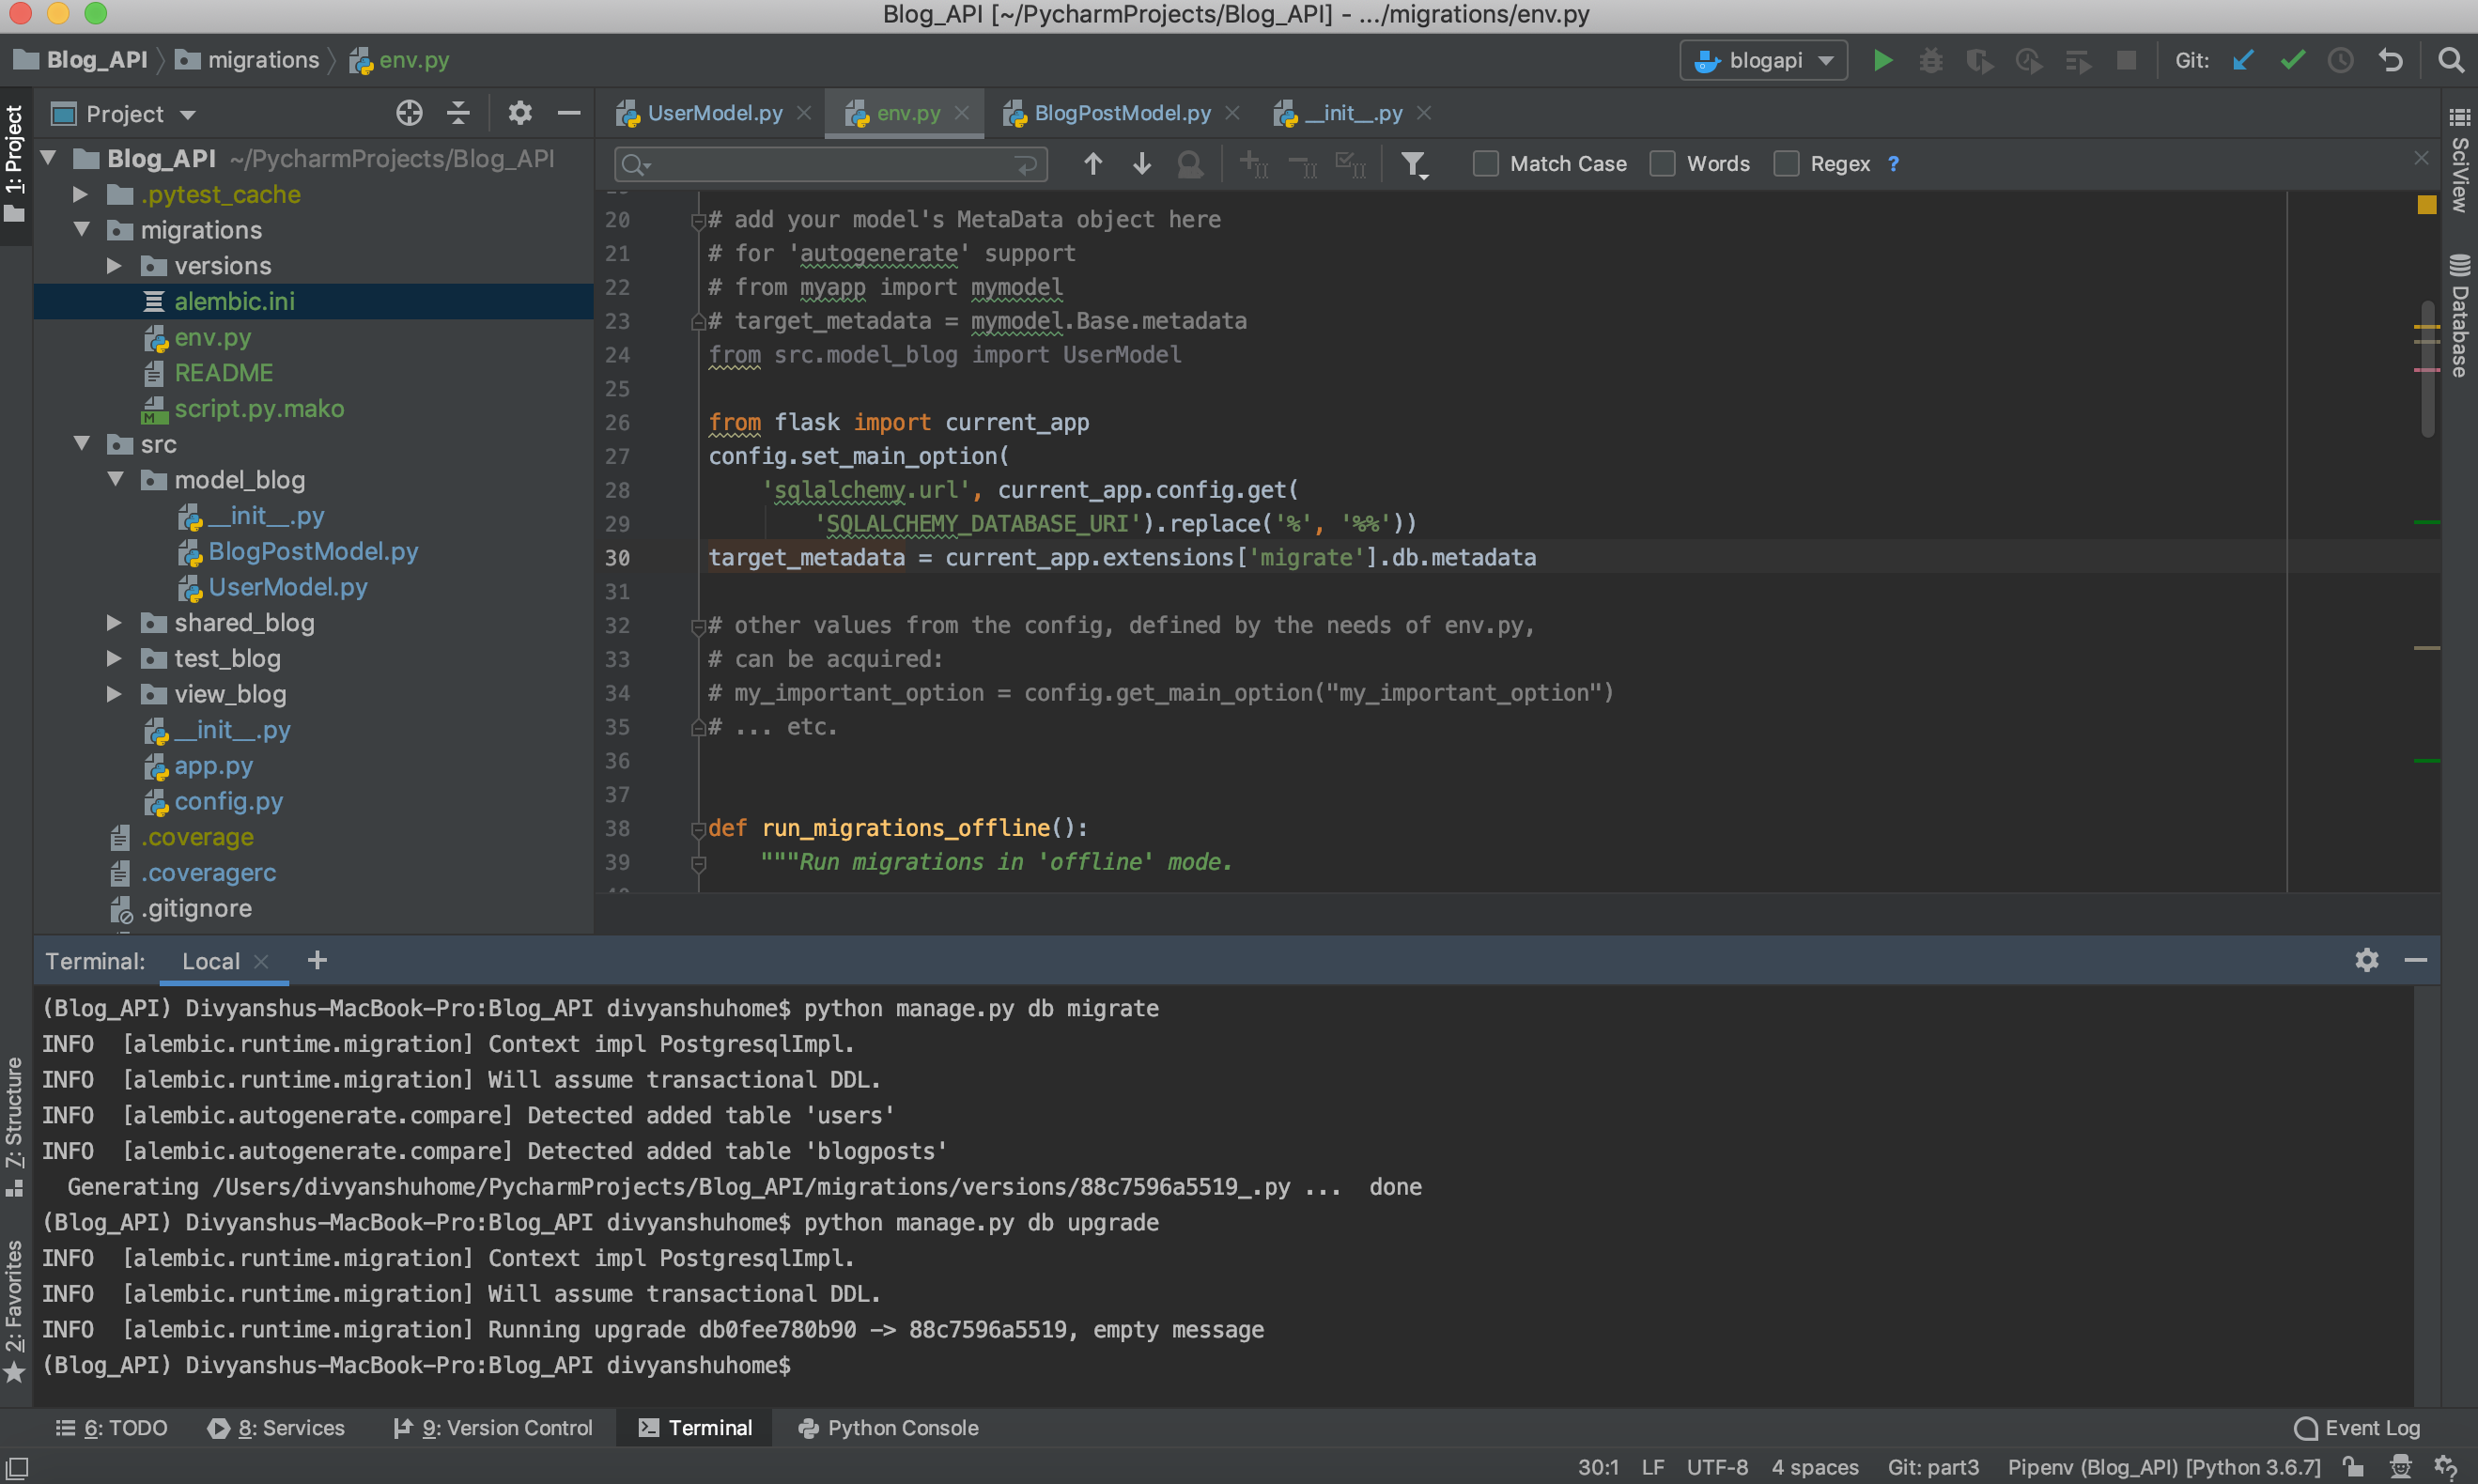 Blog_API [~/PycharmProjects/Blog_API] - .../migrations/env.py
Blog_API migrations env.py
blogapi
Git:
1: Project
Project
UserModel.py
env.py
BlogPostModel.py
__init__.py
Match Case
Words
Regex
?
SciView
Database
Blog_API ~/PycharmProjects/Blog_API
.pytest_cache
migrations
versions
alembic.ini
env.py
README
script.py.mako
src
model_blog
__init__.py
BlogPostModel.py
UserModel.py
shared_blog
test_blog
view_blog
__init__.py
app.py
config.py
.coverage
.coveragerc
.gitignore
20 # add your model's MetaData object here
21 # for 'autogenerate' support
22 # from myapp import mymodel
23 # target_metadata = mymodel.Base.metadata
24 from src.model_blog import UserModel
25
26 from flask import current_app
27 config.set_main_option(
28     'sqlalchemy.url', current_app.config.get(
29         'SQLALCHEMY_DATABASE_URI').replace('%', '%%'))
30 target_metadata = current_app.extensions['migrate'].db.metadata
31
32 # other values from the config, defined by the needs of env.py,
33 # can be acquired:
34 # my_important_option = config.get_main_option("my_important_option")
35 # ... etc.
36
37
38 def run_migrations_offline():
39     """Run migrations in 'offline' mode.
Terminal: Local +
(Blog_API) Divyanshus-MacBook-Pro:Blog_API divyanshuhome$ python manage.py db migrate
INFO  [alembic.runtime.migration] Context impl PostgresqlImpl.
INFO  [alembic.runtime.migration] Will assume transactional DDL.
INFO  [alembic.autogenerate.compare] Detected added table 'users'
INFO  [alembic.autogenerate.compare] Detected added table 'blogposts'
  Generating /Users/divyanshuhome/PycharmProjects/Blog_API/migrations/versions/88c7596a5519_.py ...  done
(Blog_API) Divyanshus-MacBook-Pro:Blog_API divyanshuhome$ python manage.py db upgrade
INFO  [alembic.runtime.migration] Context impl PostgresqlImpl.
INFO  [alembic.runtime.migration] Will assume transactional DDL.
INFO  [alembic.runtime.migration] Running upgrade db0fee780b90 -> 88c7596a5519, empty message
(Blog_API) Divyanshus-MacBook-Pro:Blog_API divyanshuhome$
7: Structure
2: Favorites
6: TODO
8: Services
9: Version Control
Terminal
Python Console
Event Log
30:1 LF UTF-8 4 spaces Git: part3 Pipenv (Blog_API) [Python 3.6.7]